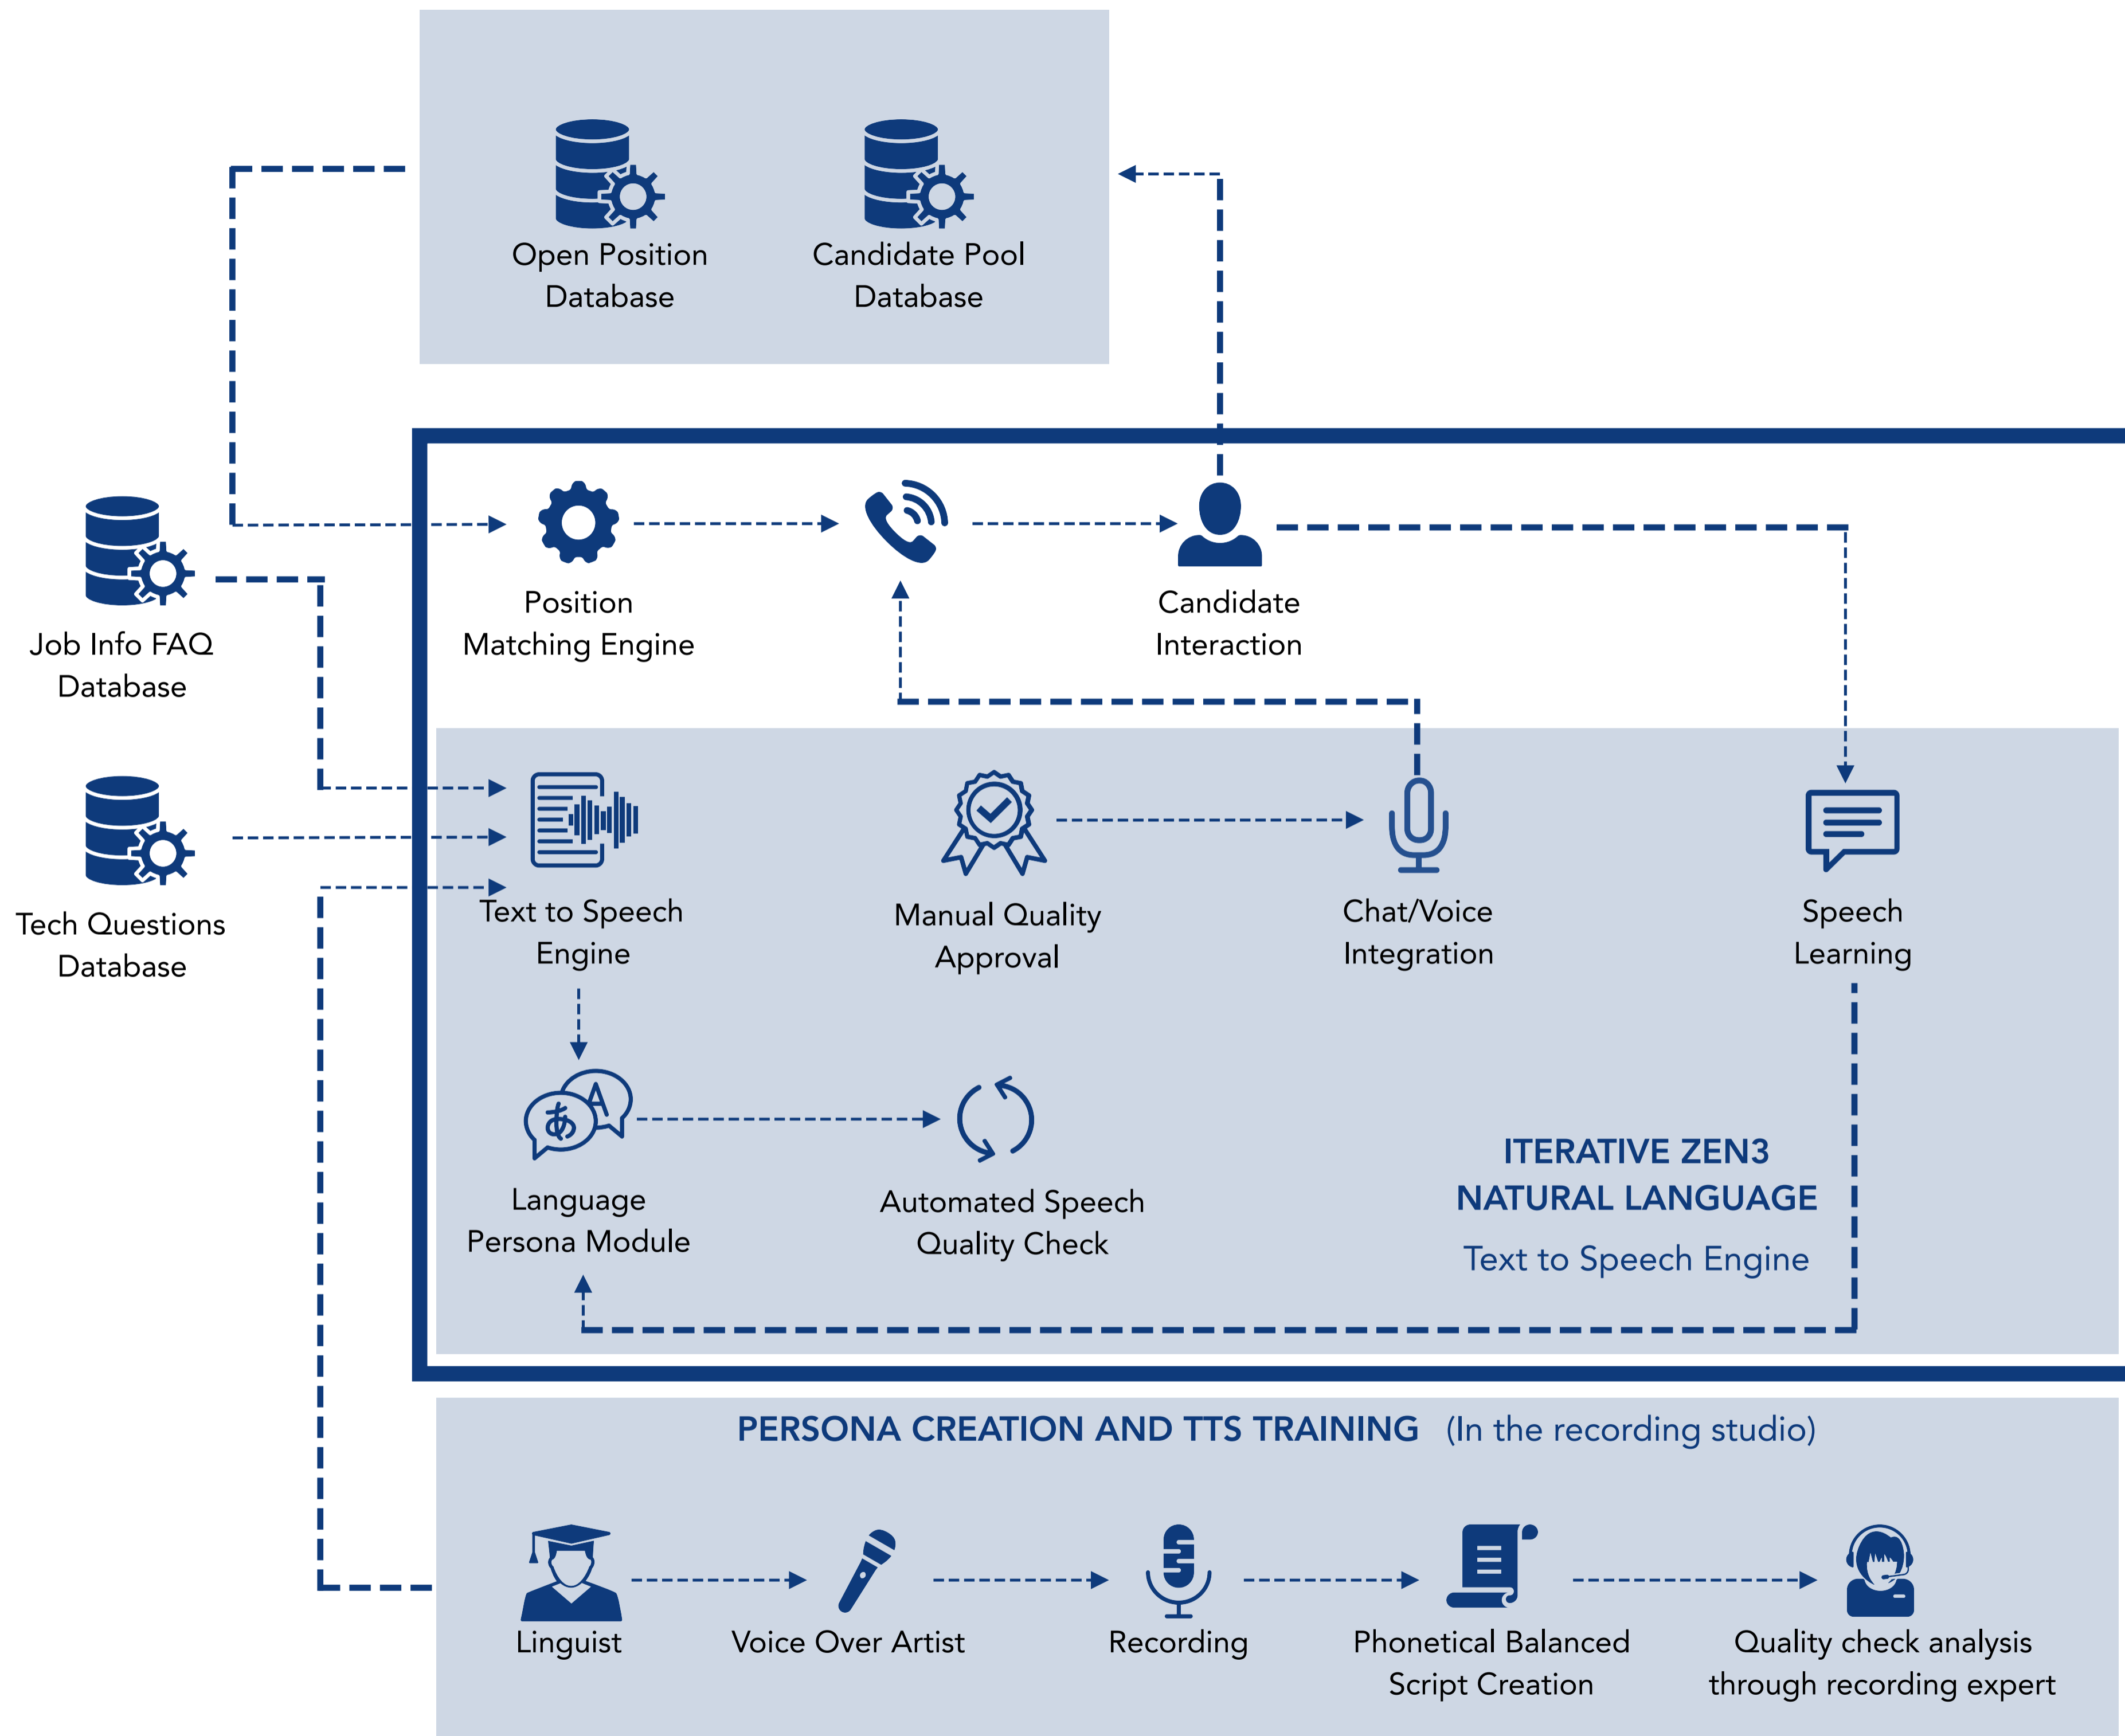 Open Position
Database
Candidate Pool
Database
Job Info FAQ
Database
Position
Matching Engine
Candidate
Interaction
Tech Questions
Database
Text to Speech
Engine
Manual Quality
Approval
Chat/Voice
Integration
Speech
Learning
あ A
Language
Persona Module
Automated Speech
Quality Check
ITERATIVE ZEN3
NATURAL LANGUAGE
Text to Speech Engine
PERSONA CREATION AND TTS TRAINING (In the recording studio)
Linguist
Voice Over Artist
Recording
Phonetical Balanced
Script Creation
Quality check analysis
through recording expert